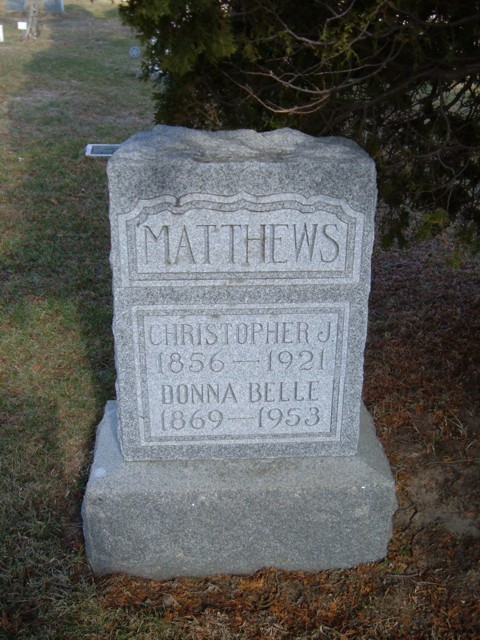 MATTHEWS
CHRISTOPHER J.
1856—1921
DONNA BELLE
1869—1953